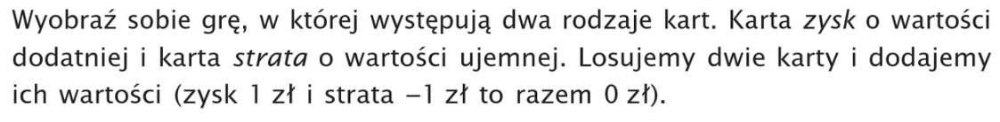 Wyobraź sobie grę, w której występują dwa rodzaje kart. Karta zysk o wartości
dodatniej i karta strata o wartości ujemnej. Losujemy dwie karty i dodajemy
ich wartości (zysk 1 zł i strata –1 zł to razem 0 zł).